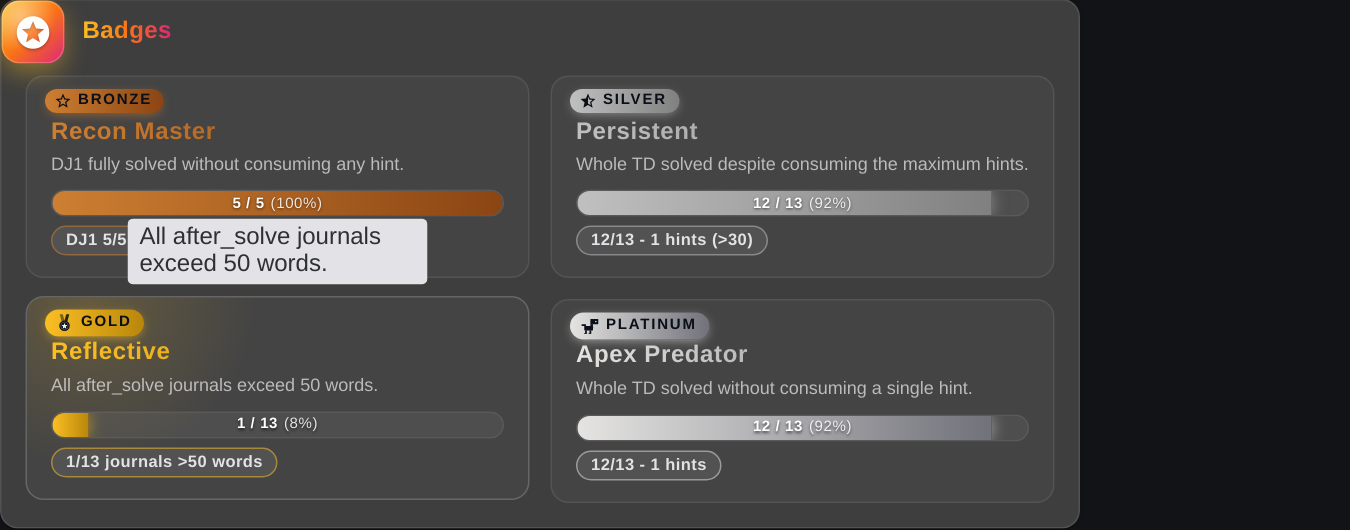 Badges
BRONZE
Recon Master
DJ1 fully solved without consuming any hint.
5 / 5 (100%)
DJ1 5/5
All after_solve journals
exceed 50 words.
SILVER
Persistent
Whole TD solved despite consuming the maximum hints.
12 / 13 (92%)
12/13 - 1 hints (>30)
GOLD
Reflective
All after_solve journals exceed 50 words.
1 / 13 (8%)
1/13 journals >50 words
PLATINUM
Apex Predator
Whole TD solved without consuming a single hint.
12 / 13 (92%)
12/13 - 1 hints